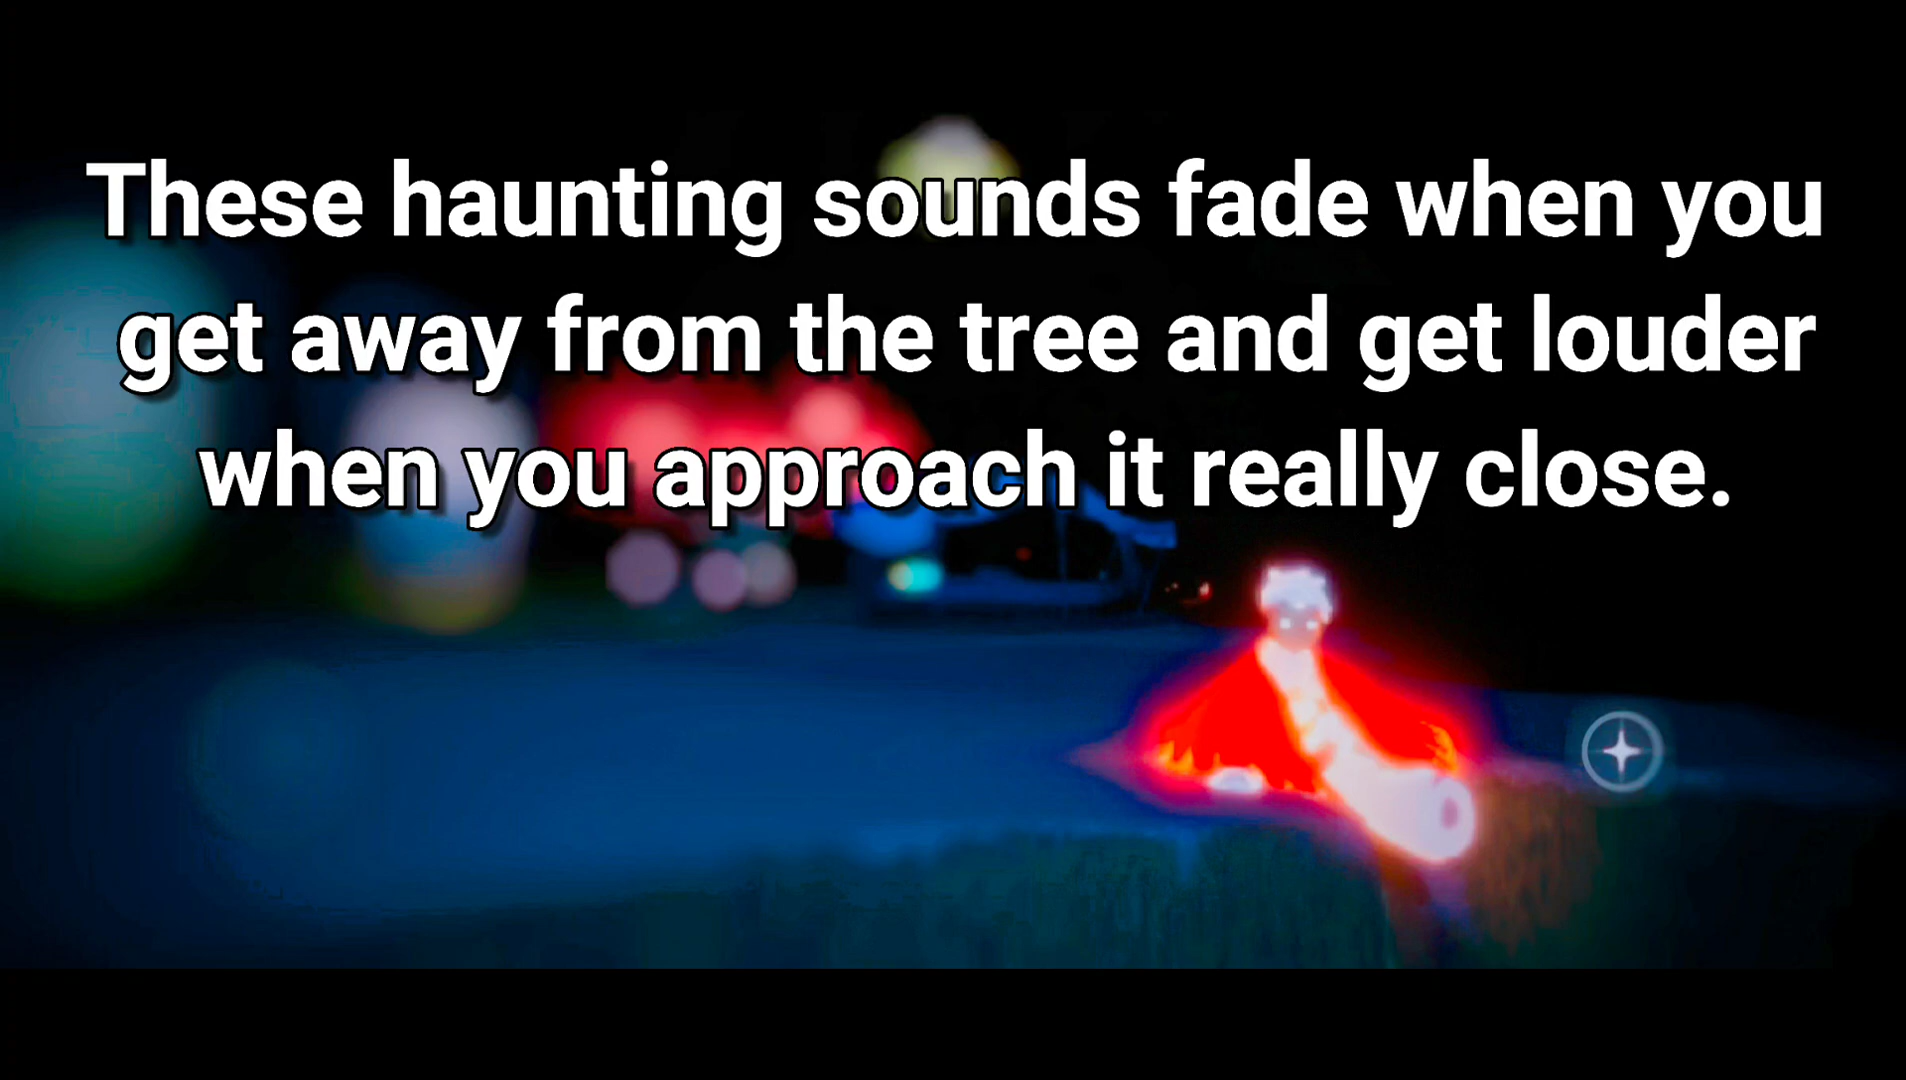 These haunting sounds fade when you
get away from the tree and get louder
when you approach it really close.